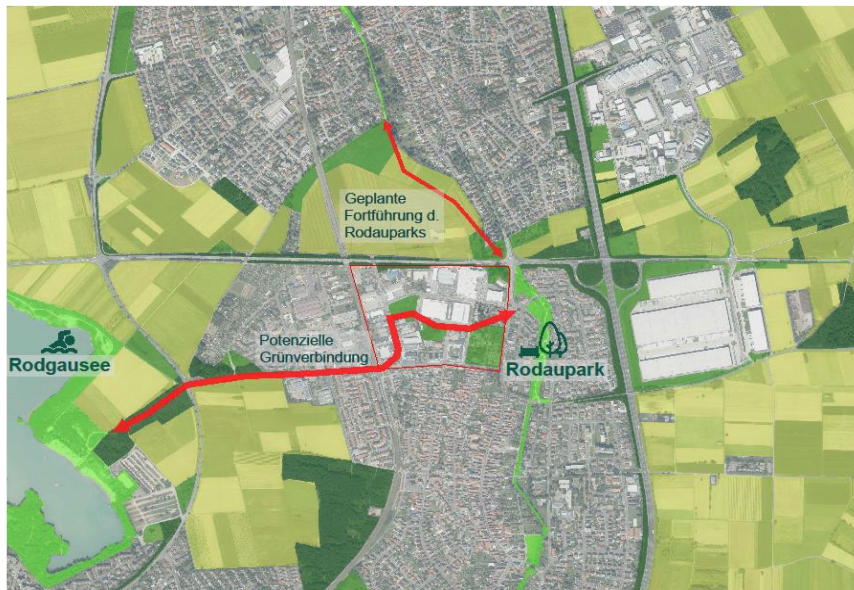 Geplante
Fortführung d.
Rodauparks
Potenzielle
Grünverbindung
Rodgausee
Rodaupark